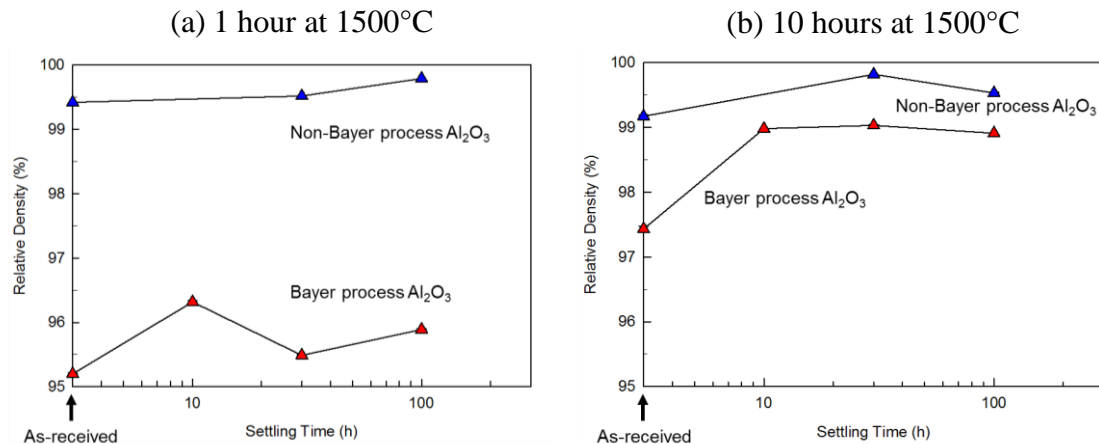 (a) 1 hour at 1500°C
100
99
98
97
96
95
Relative Density (%)
Non-Bayer process Al₂O₃
Bayer process Al₂O₃
10
100
As-received
Settling Time (h)
(b) 10 hours at 1500°C
100
99
98
97
96
95
Relative Density (%)
Non-Bayer process Al₂O₃
Bayer process Al₂O₃
10
100
As-received
Settling Time (h)